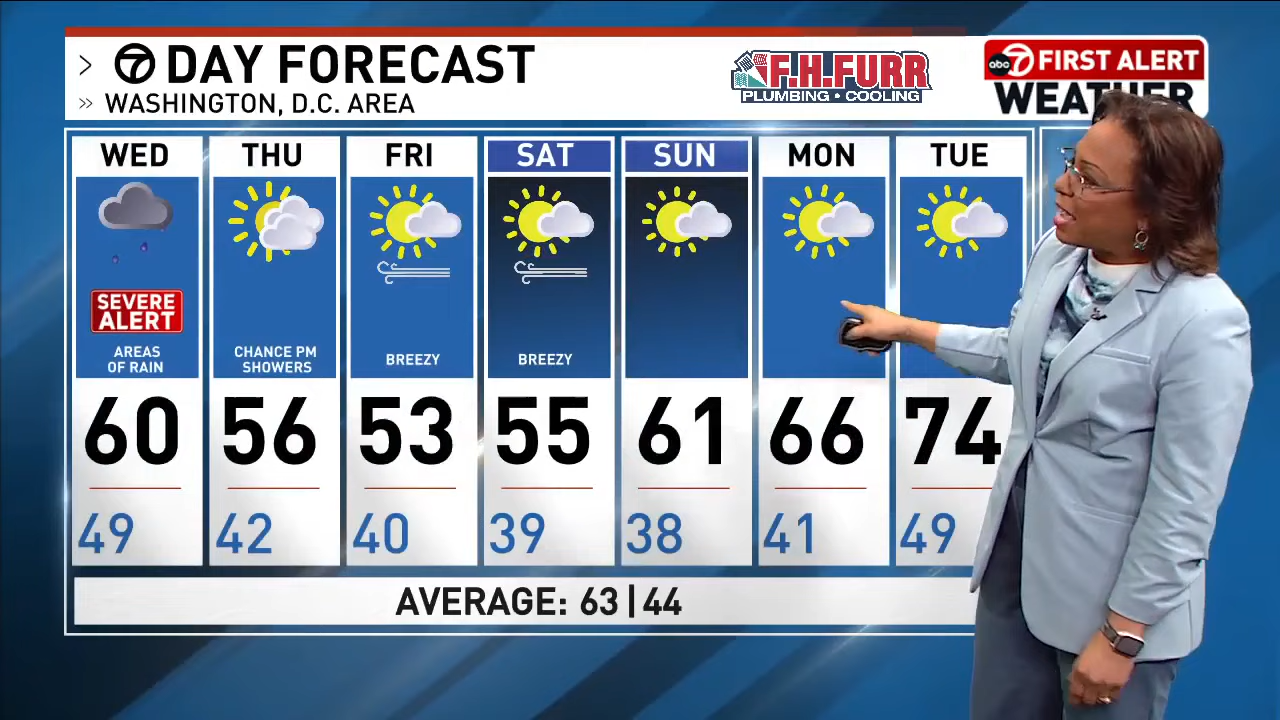 7 DAY FORECAST
WASHINGTON, D.C. AREA
F.H. FURR
PLUMBING • COOLING
abc 7 FIRST ALERT
WEATHER
WED THU FRI SAT SUN MON TUE
SEVERE
ALERT
AREAS
OF RAIN
CHANCE PM
SHOWERS
BREEZY
BREEZY
60 56 53 55 61 66 74
49 42 40 39 38 41 49
AVERAGE: 63|44